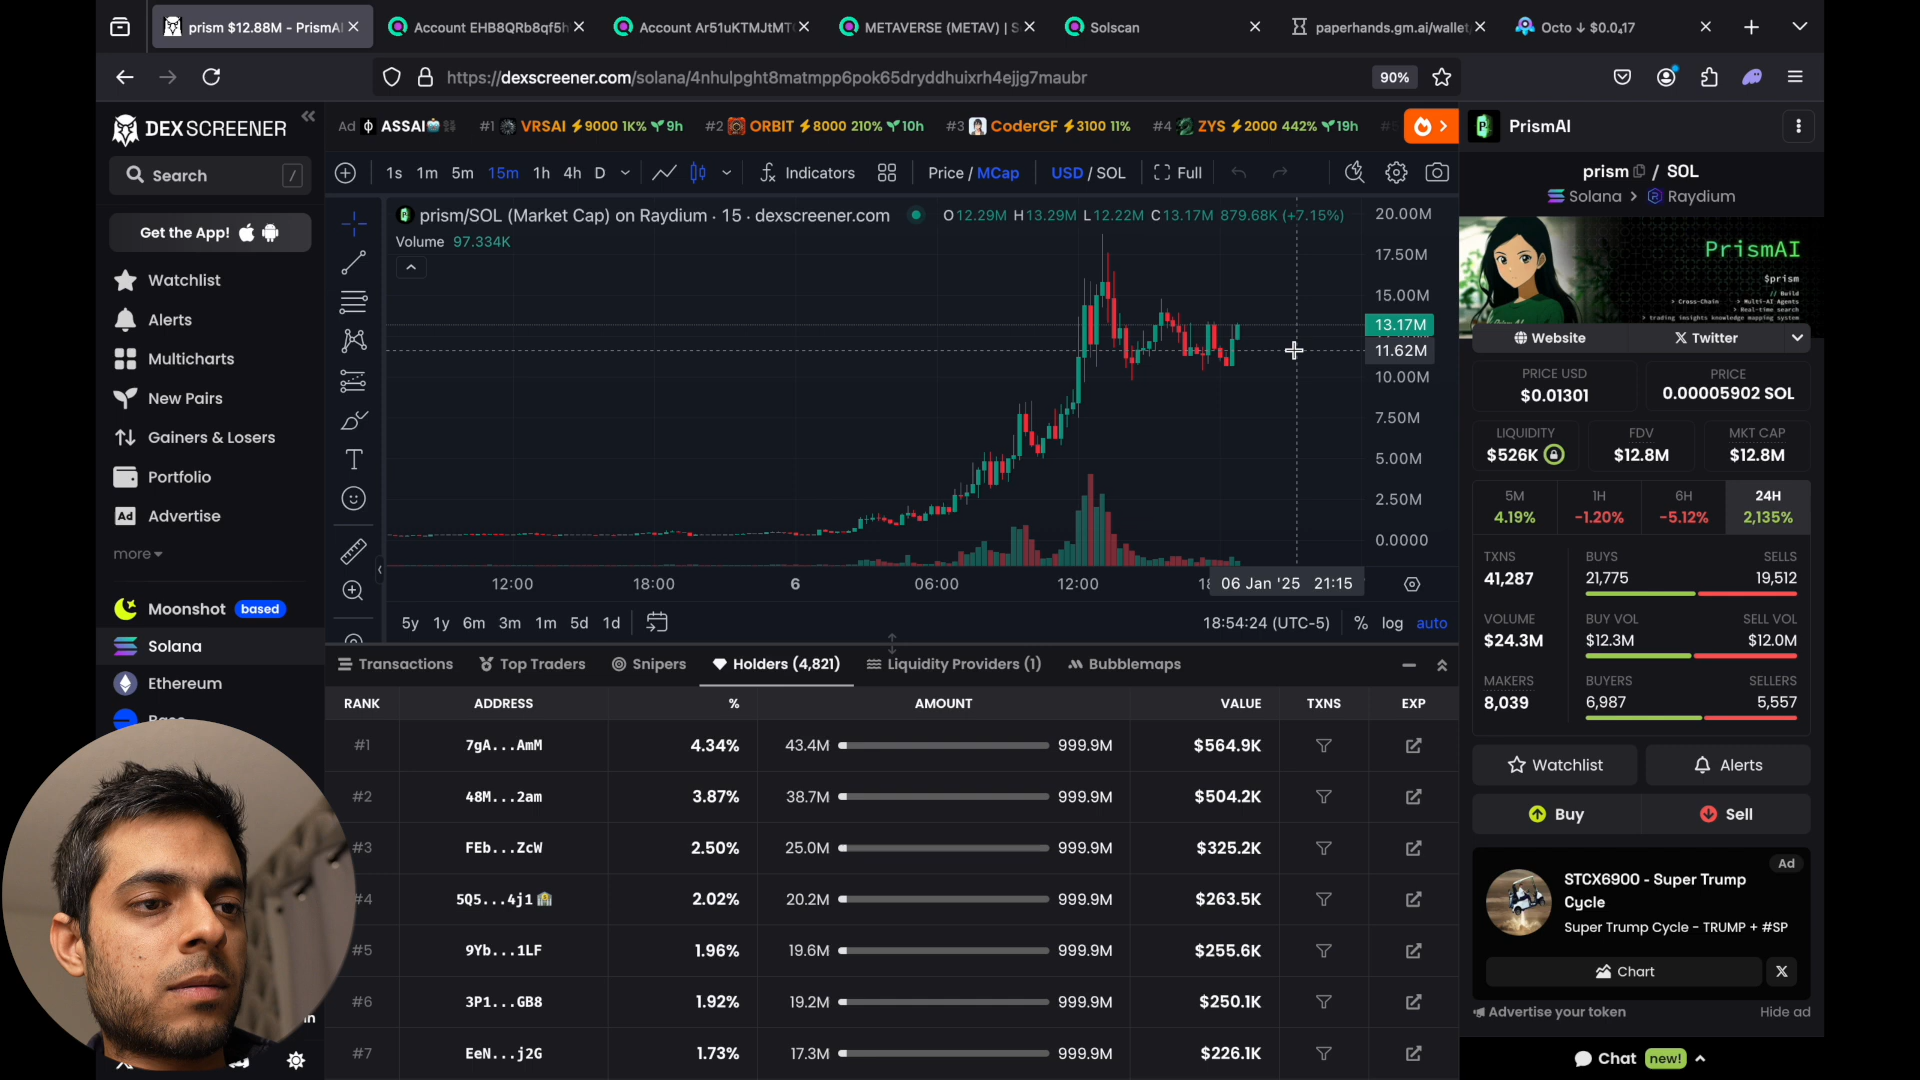 prism $12.88M - PrismAI
Account EHB8QRb8qf5h
Account Ar51uKTMJtMT
METAVERSE (METAV) | S
Solscan
paperhands.gm.ai/wallet
Octo ↓ $0.0₄17
https://dexscreener.com/solana/4nhulpght8matmpp6pok65dryddhuixrh4ejjg7maubr
90%
DEX SCREENER
Ad ASSAI
#1 VRSAI ⚡9000 1K% 9h
#2 ORBIT ⚡8000 210% 10h
#3 CoderGF ⚡3100 11%
#4 ZYS ⚡2000 442% 19h
PrismAI
Search /
Get the App!
Watchlist
Alerts
Multicharts
New Pairs
Gainers & Losers
Portfolio
Ad Advertise
more
Moonshot based
Solana
Ethereum
1s 1m 5m 15m 1h 4h D
Indicators
Price / MCap
USD / SOL
Full
prism/SOL (Market Cap) on Raydium · 15 · dexscreener.com
O12.29M H13.29M L12.22M C13.17M 879.68K (+7.15%)
Volume 97.334K
20.00M
17.50M
15.00M
13.17M
11.62M
10.00M
7.50M
5.00M
2.50M
0.0000
12:00 18:00 6 06:00 12:00 06 Jan '25 21:15
5y 1y 6m 3m 1m 5d 1d
18:54:24 (UTC-5) % log auto
Transactions
Top Traders
Snipers
Holders (4,821)
Liquidity Providers (1)
Bubblemaps
RANK ADDRESS % AMOUNT VALUE TXNS EXP
#1 7gA...AmM 4.34% 43.4M 999.9M $564.9K
#2 48M...2am 3.87% 38.7M 999.9M $504.2K
#3 FEb...ZcW 2.50% 25.0M 999.9M $325.2K
#4 5Q5...4j1 2.02% 20.2M 999.9M $263.5K
#5 9Yb...1LF 1.96% 19.6M 999.9M $255.6K
#6 3P1...GB8 1.92% 19.2M 999.9M $250.1K
#7 EeN...j2G 1.73% 17.3M 999.9M $226.1K
prism / SOL
Solana > Raydium
PrismAI
$prism
// Build
> Cross-Chain > Multi-AI Agents
> Real-time search
> trading insights knowledge mapping system
Website
Twitter
PRICE USD
$0.01301
PRICE
0.00005902 SOL
LIQUIDITY
$526K
FDV
$12.8M
MKT CAP
$12.8M
5M 4.19%
1H -1.20%
6H -5.12%
24H 2,135%
TXNS
41,287
BUYS
21,775
SELLS
19,512
VOLUME
$24.3M
BUY VOL
$12.3M
SELL VOL
$12.0M
MAKERS
8,039
BUYERS
6,987
SELLERS
5,557
Watchlist
Alerts
Buy
Sell
Ad
STCX6900 - Super Trump
Cycle
Super Trump Cycle - TRUMP + #SP
Chart
Advertise your token
Hide ad
Chat new!